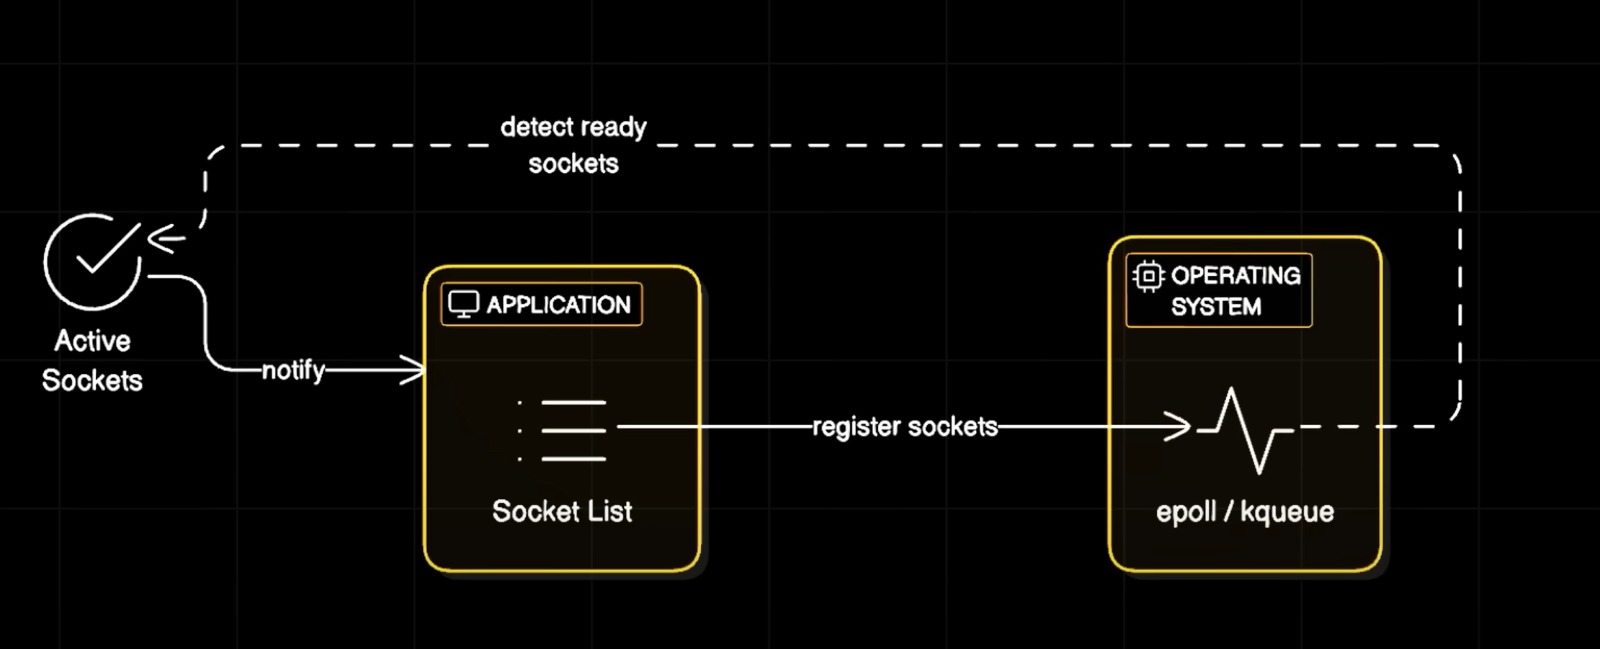 detect ready
sockets
Active
Sockets
notify
APPLICATION
Socket List
register sockets
OPERATING
SYSTEM
epoll / kqueue